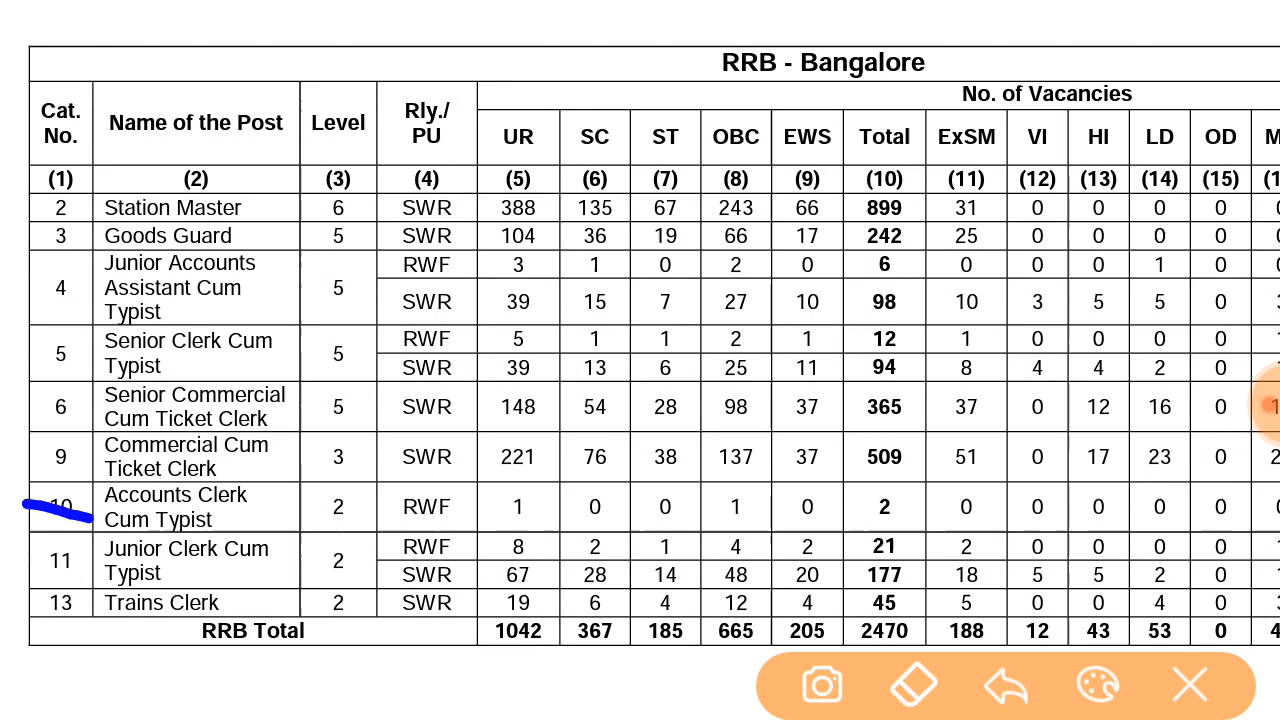 RRB - Bangalore
Cat. No. Name of the Post Level Rly./ PU No. of Vacancies
UR SC ST OBC EWS Total ExSM VI HI LD OD M
(1) (2) (3) (4) (5) (6) (7) (8) (9) (10) (11) (12) (13) (14) (15) (1
2 Station Master 6 SWR 388 135 67 243 66 899 31 0 0 0 0
3 Goods Guard 5 SWR 104 36 19 66 17 242 25 0 0 0 0
4 Junior Accounts Assistant Cum Typist 5 RWF 3 1 0 2 0 6 0 0 0 1 0
SWR 39 15 7 27 10 98 10 3 5 5 0
5 Senior Clerk Cum Typist 5 RWF 5 1 1 2 1 12 1 0 0 0 0
SWR 39 13 6 25 11 94 8 4 4 2 0
6 Senior Commercial Cum Ticket Clerk 5 SWR 148 54 28 98 37 365 37 0 12 16 0 1
9 Commercial Cum Ticket Clerk 3 SWR 221 76 38 137 37 509 51 0 17 23 0 2
10 Accounts Clerk Cum Typist 2 RWF 1 0 0 1 0 2 0 0 0 0 0
11 Junior Clerk Cum Typist 2 RWF 8 2 1 4 2 21 2 0 0 0 0
SWR 67 28 14 48 20 177 18 5 5 2 0
13 Trains Clerk 2 SWR 19 6 4 12 4 45 5 0 0 4 0
RRB Total 1042 367 185 665 205 2470 188 12 43 53 0 4